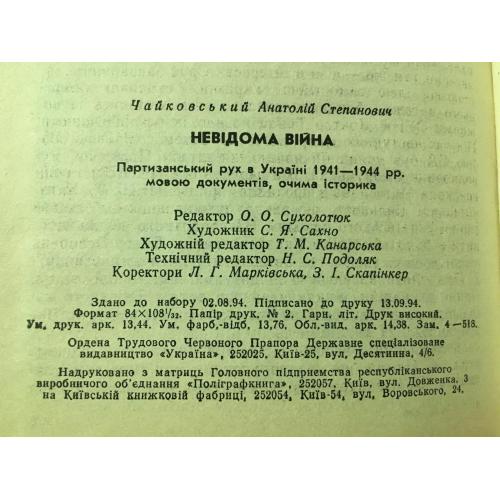 Чайковський Анатолій Степанович
НЕВІДОМА ВІЙНА
Партизанський рух в Україні 1941—1944 рр.
мовою документів, очима історика
Редактор О. О. Сухолотюк
Художник С. Я. Сахно
Художній редактор Т. М. Канарська
Технічний редактор Н. С. Подоляк
Коректори Л. Г. Марківська, З. І. Скапінкер
Здано до набору 02.08.94. Підписано до друку 13.09.94.
Формат 84×108¹/₃₂. Папір друк. № 2. Гарн. літ. Друк високий.
Ум. друк. арк. 13,44. Ум. фарб,-відб, 13,76. Обл.-вид. арк. 14,38. Зам. 4—518.
Ордена Трудового Червоного Прапора Державне спеціалізоване
видавництво «Україна», 252025, Київ-25, вул, Десятинна, 4/6.
Надруковано з матриць Головного підприємства республіканського
виробничого об'єднання «Поліграфкнига», 252057, Київ, вул. Довженка, 3
на Київській книжковій фабриці, 252054, Київ-54, вул, Воровського, 24.